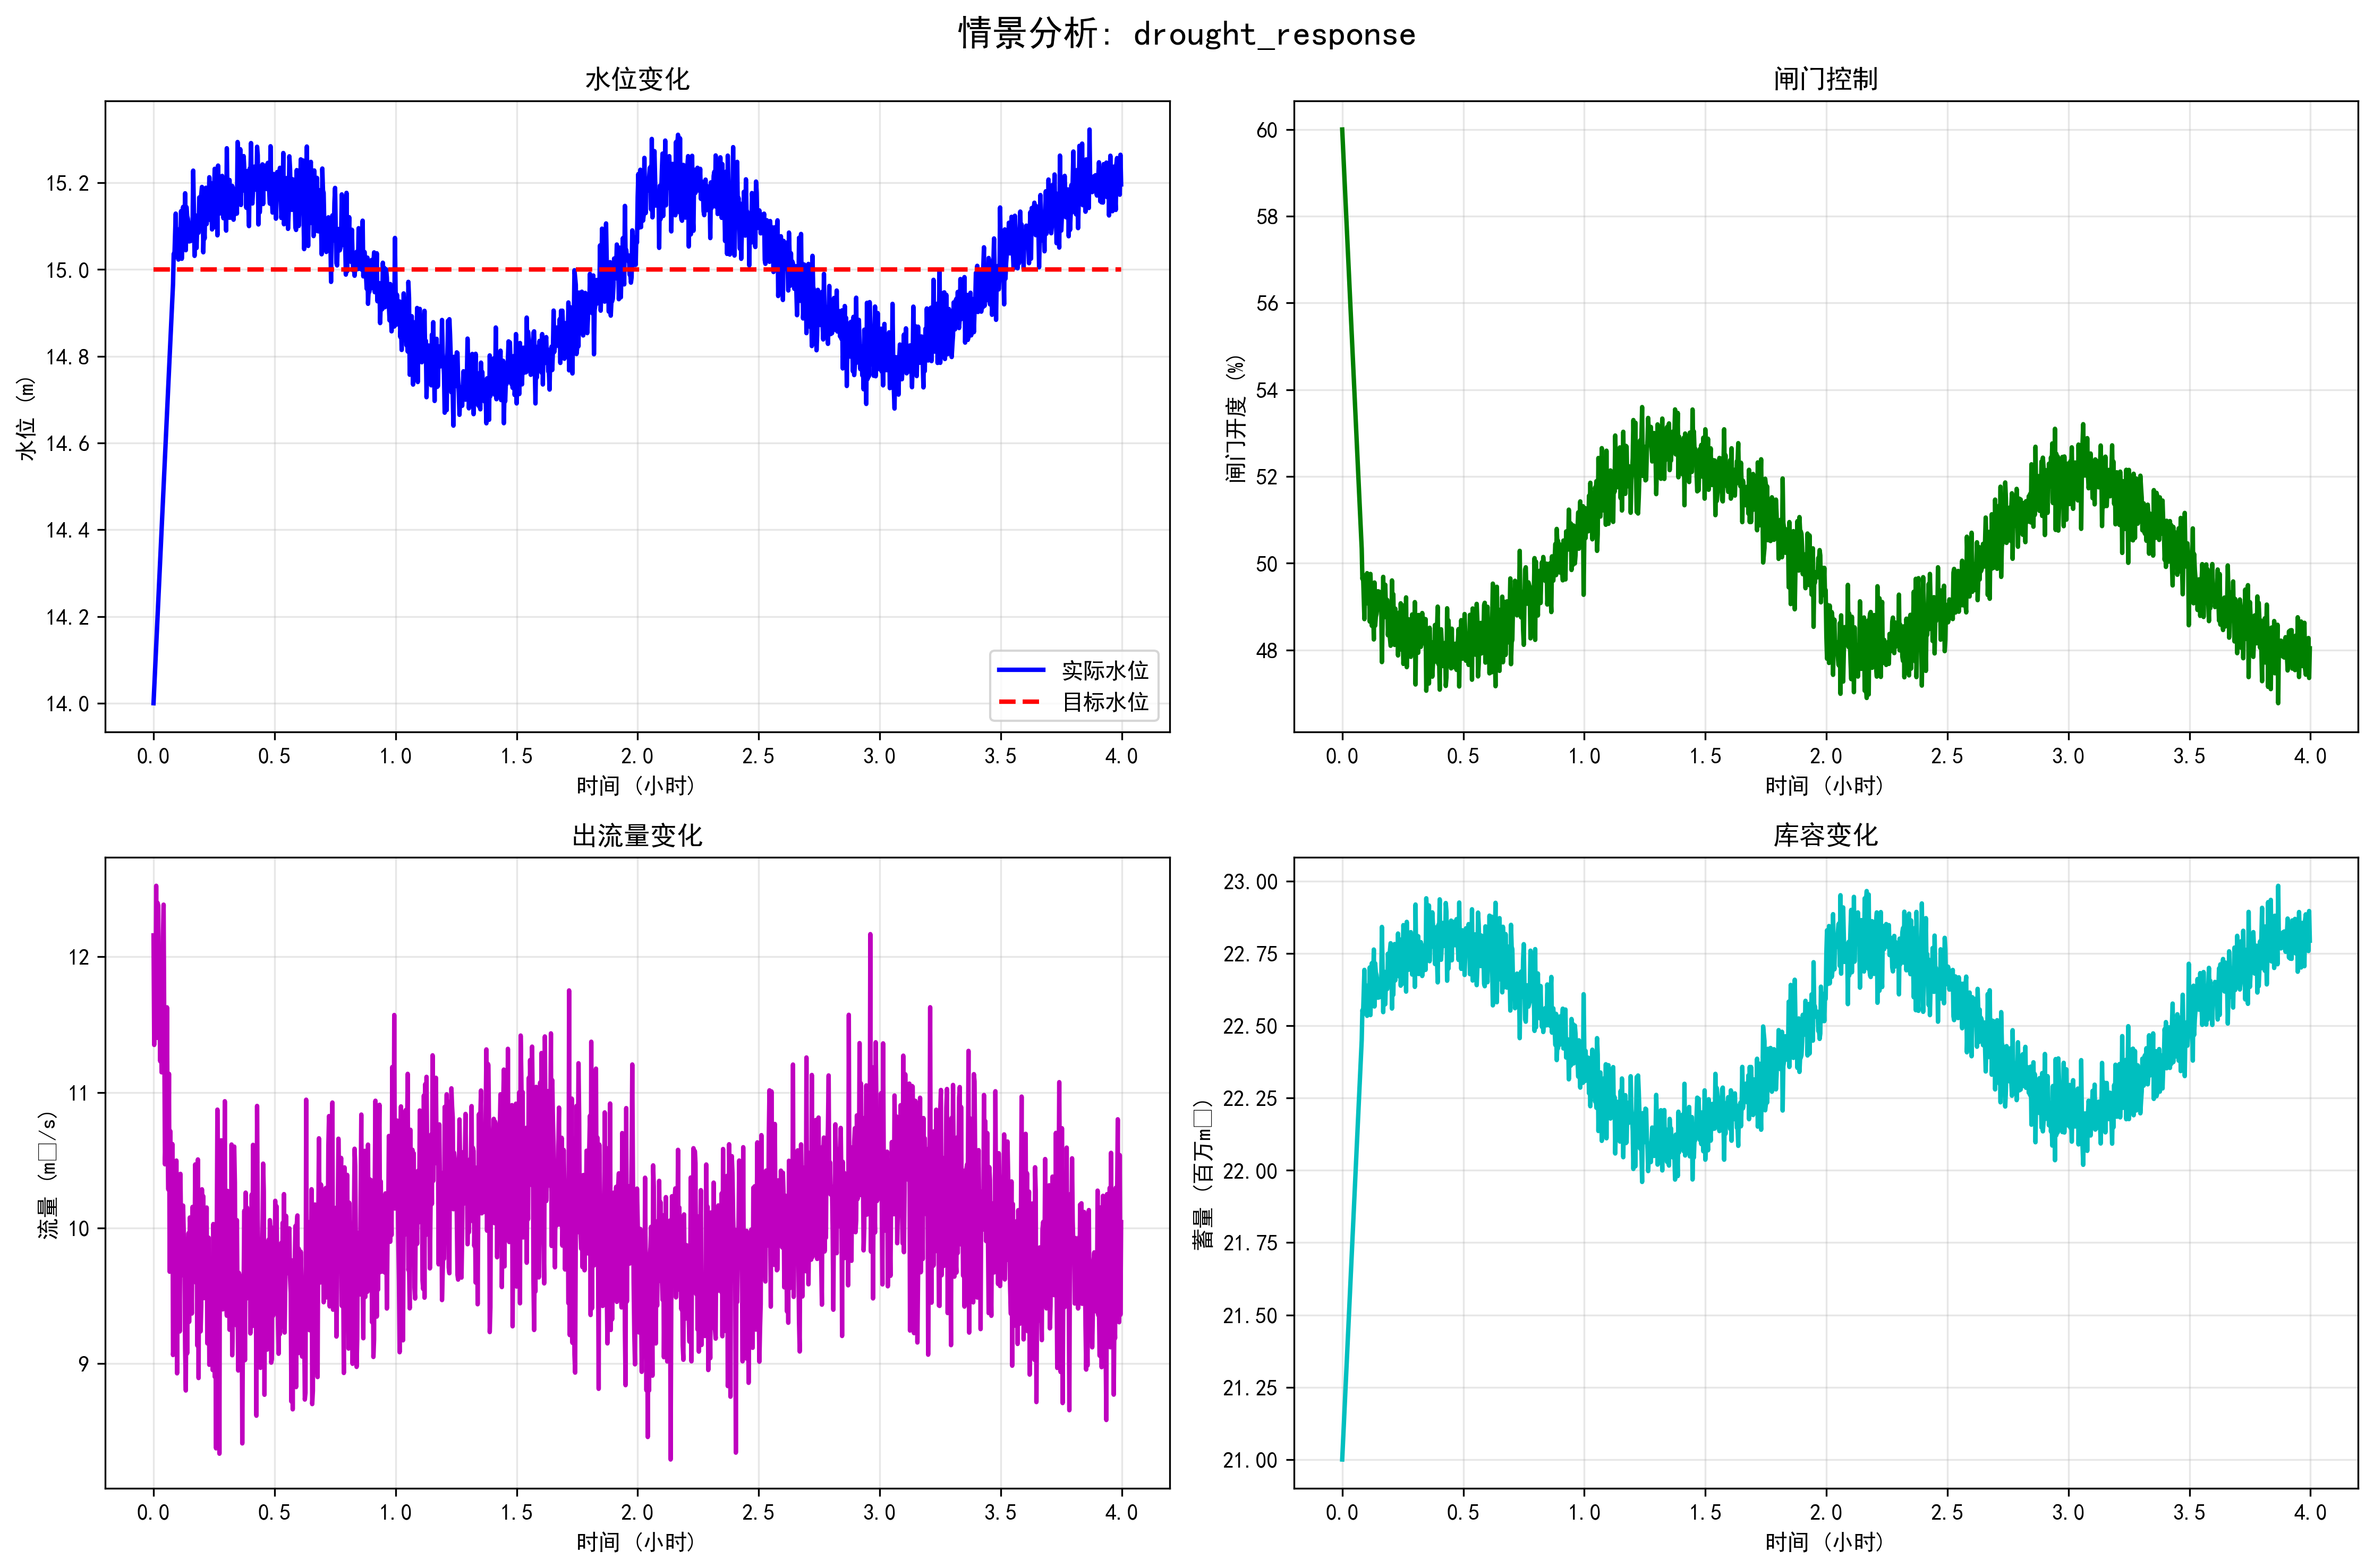 情景分析: drought_response
水位变化
水位 (m)
15.2
15.0
14.8
14.6
14.4
14.2
14.0
实际水位
目标水位
0.0 0.5 1.0 1.5 2.0 2.5 3.0 3.5 4.0
时间 (小时)
闸门控制
闸门开度 (%)
60
58
56
54
52
50
48
0.0 0.5 1.0 1.5 2.0 2.5 3.0 3.5 4.0
时间 (小时)
出流量变化
流量 (m□/s)
12
11
10
9
0.0 0.5 1.0 1.5 2.0 2.5 3.0 3.5 4.0
时间 (小时)
库容变化
蓄量 (百万m□)
23.00
22.75
22.50
22.25
22.00
21.75
21.50
21.25
21.00
0.0 0.5 1.0 1.5 2.0 2.5 3.0 3.5 4.0
时间 (小时)